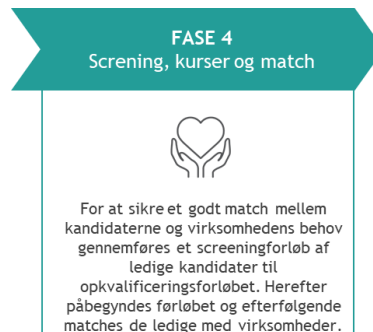 FASE 4
Screning, kurser og match
For at sikre et godt match mellem
kandidaterne og virksomhedens behov
gennemføres et screeningforløb af
ledige kandidater til
opkvalificeringsforløbet. Herefter
påbegyndes førløbet og efterfølgende
matches de ledige med virksomheder.